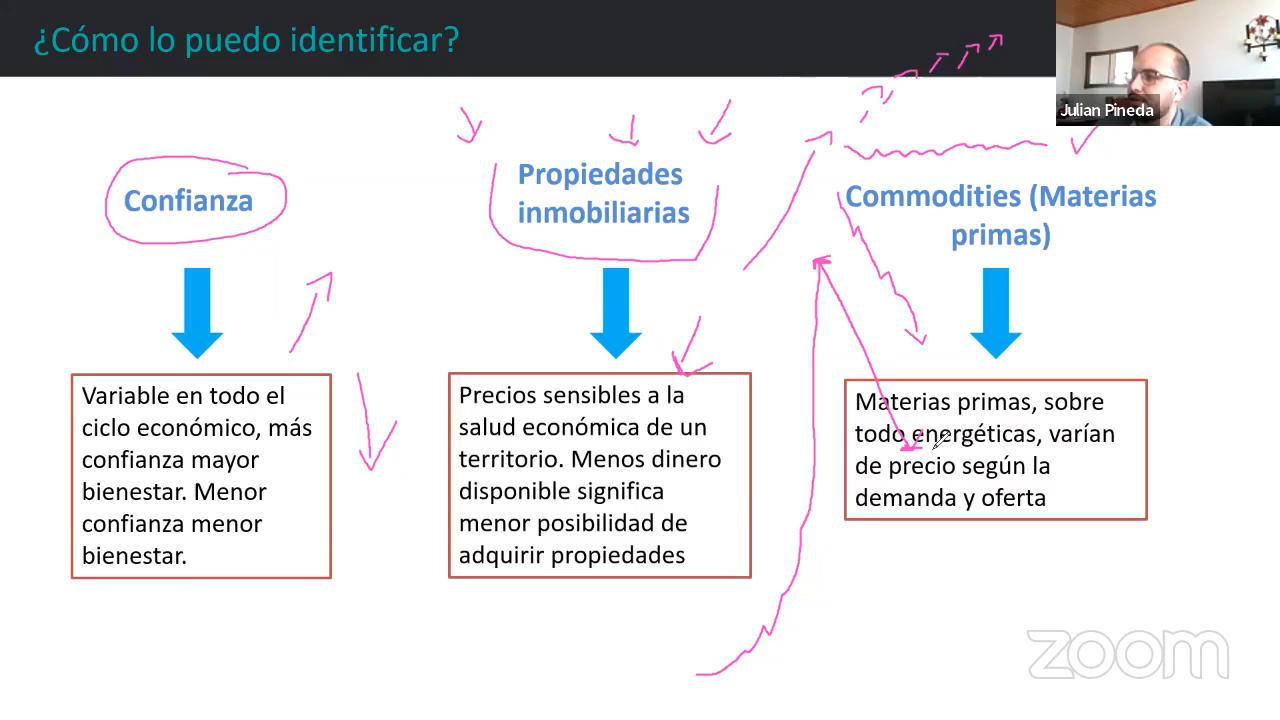 ¿Cómo lo puedo identificar?
Julian Pineda
Confianza
Propiedades
inmobiliarias
Commodities (Materias
primas)
Variable en todo el
ciclo económico, más
confianza mayor
bienestar. Menor
confianza menor
bienestar.
Precios sensibles a la
salud económica de un
territorio. Menos dinero
disponible significa
menor posibilidad de
adquirir propiedades
Materias primas, sobre
todo energéticas, varían
de precio según la
demanda y oferta
zoom